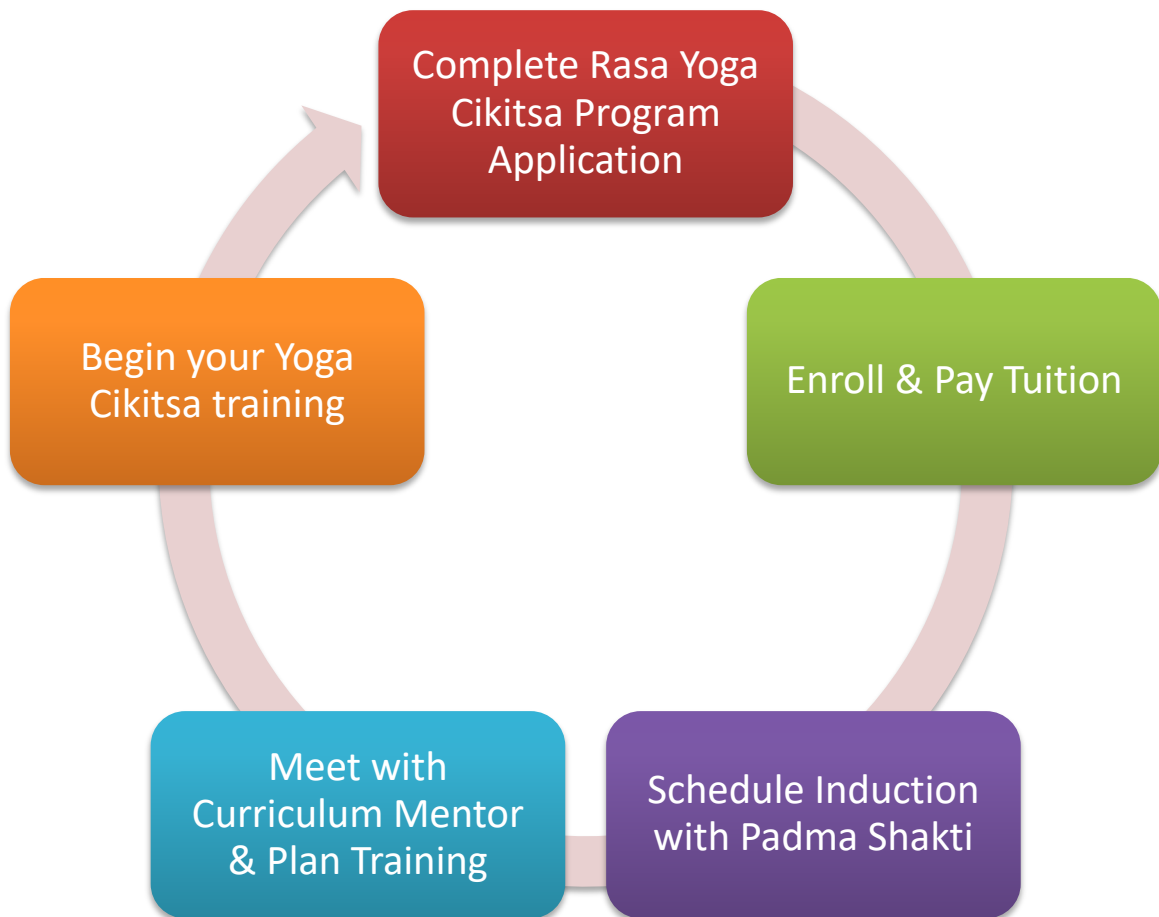 Complete Rasa Yoga
Cikitsa Program
Application
Enroll & Pay Tuition
Schedule Induction
with Padma Shakti
Meet with
Curriculum Mentor
& Plan Training
Begin your Yoga
Cikitsa training